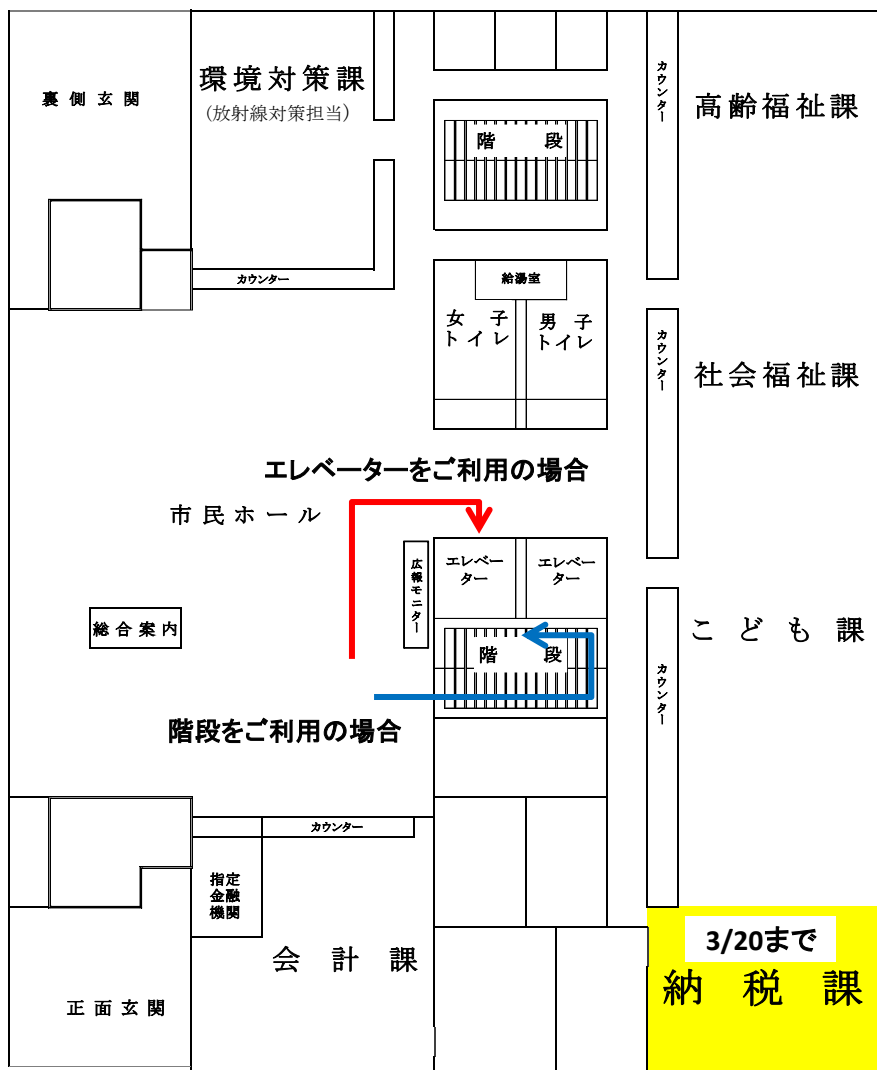 裏側玄関
環境対策課
(放射線対策担当)
カウンター
階段
カウンター
高齢福祉課
給湯室
女子
トイレ
男子
トイレ
カウンター
社会福祉課
エレベーターをご利用の場合
市民ホール
広報モニター
エレベー
ター
エレベー
ター
総合案内
階段
カウンター
こども課
階段をご利用の場合
カウンター
指定
金融
機関
会計課
正面玄関
3/20まで
納税課